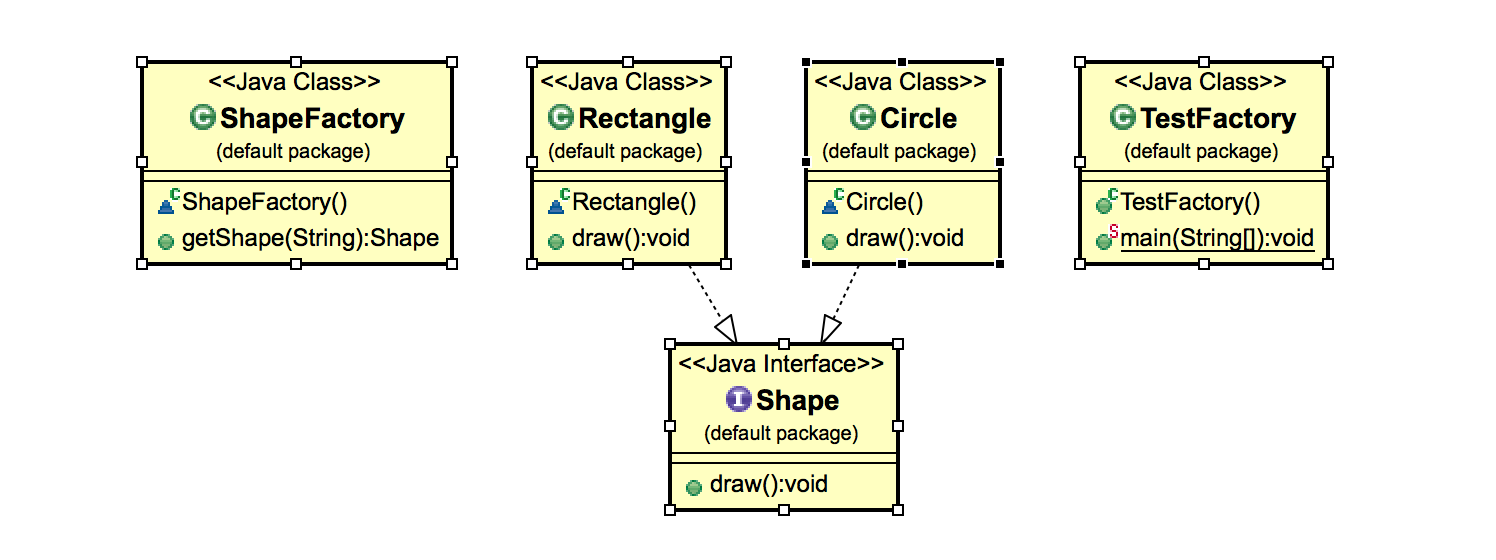 <<Java Class>>
ShapeFactory
(default package)
ShapeFactory()
getShape(String):Shape
<<Java Class>>
Rectangle
(default package)
Rectangle()
draw():void
<<Java Class>>
Circle
(default package)
Circle()
draw():void
<<Java Class>>
TestFactory
(default package)
TestFactory()
main(String[]):void
<<Java Interface>>
Shape
(default package)
draw():void